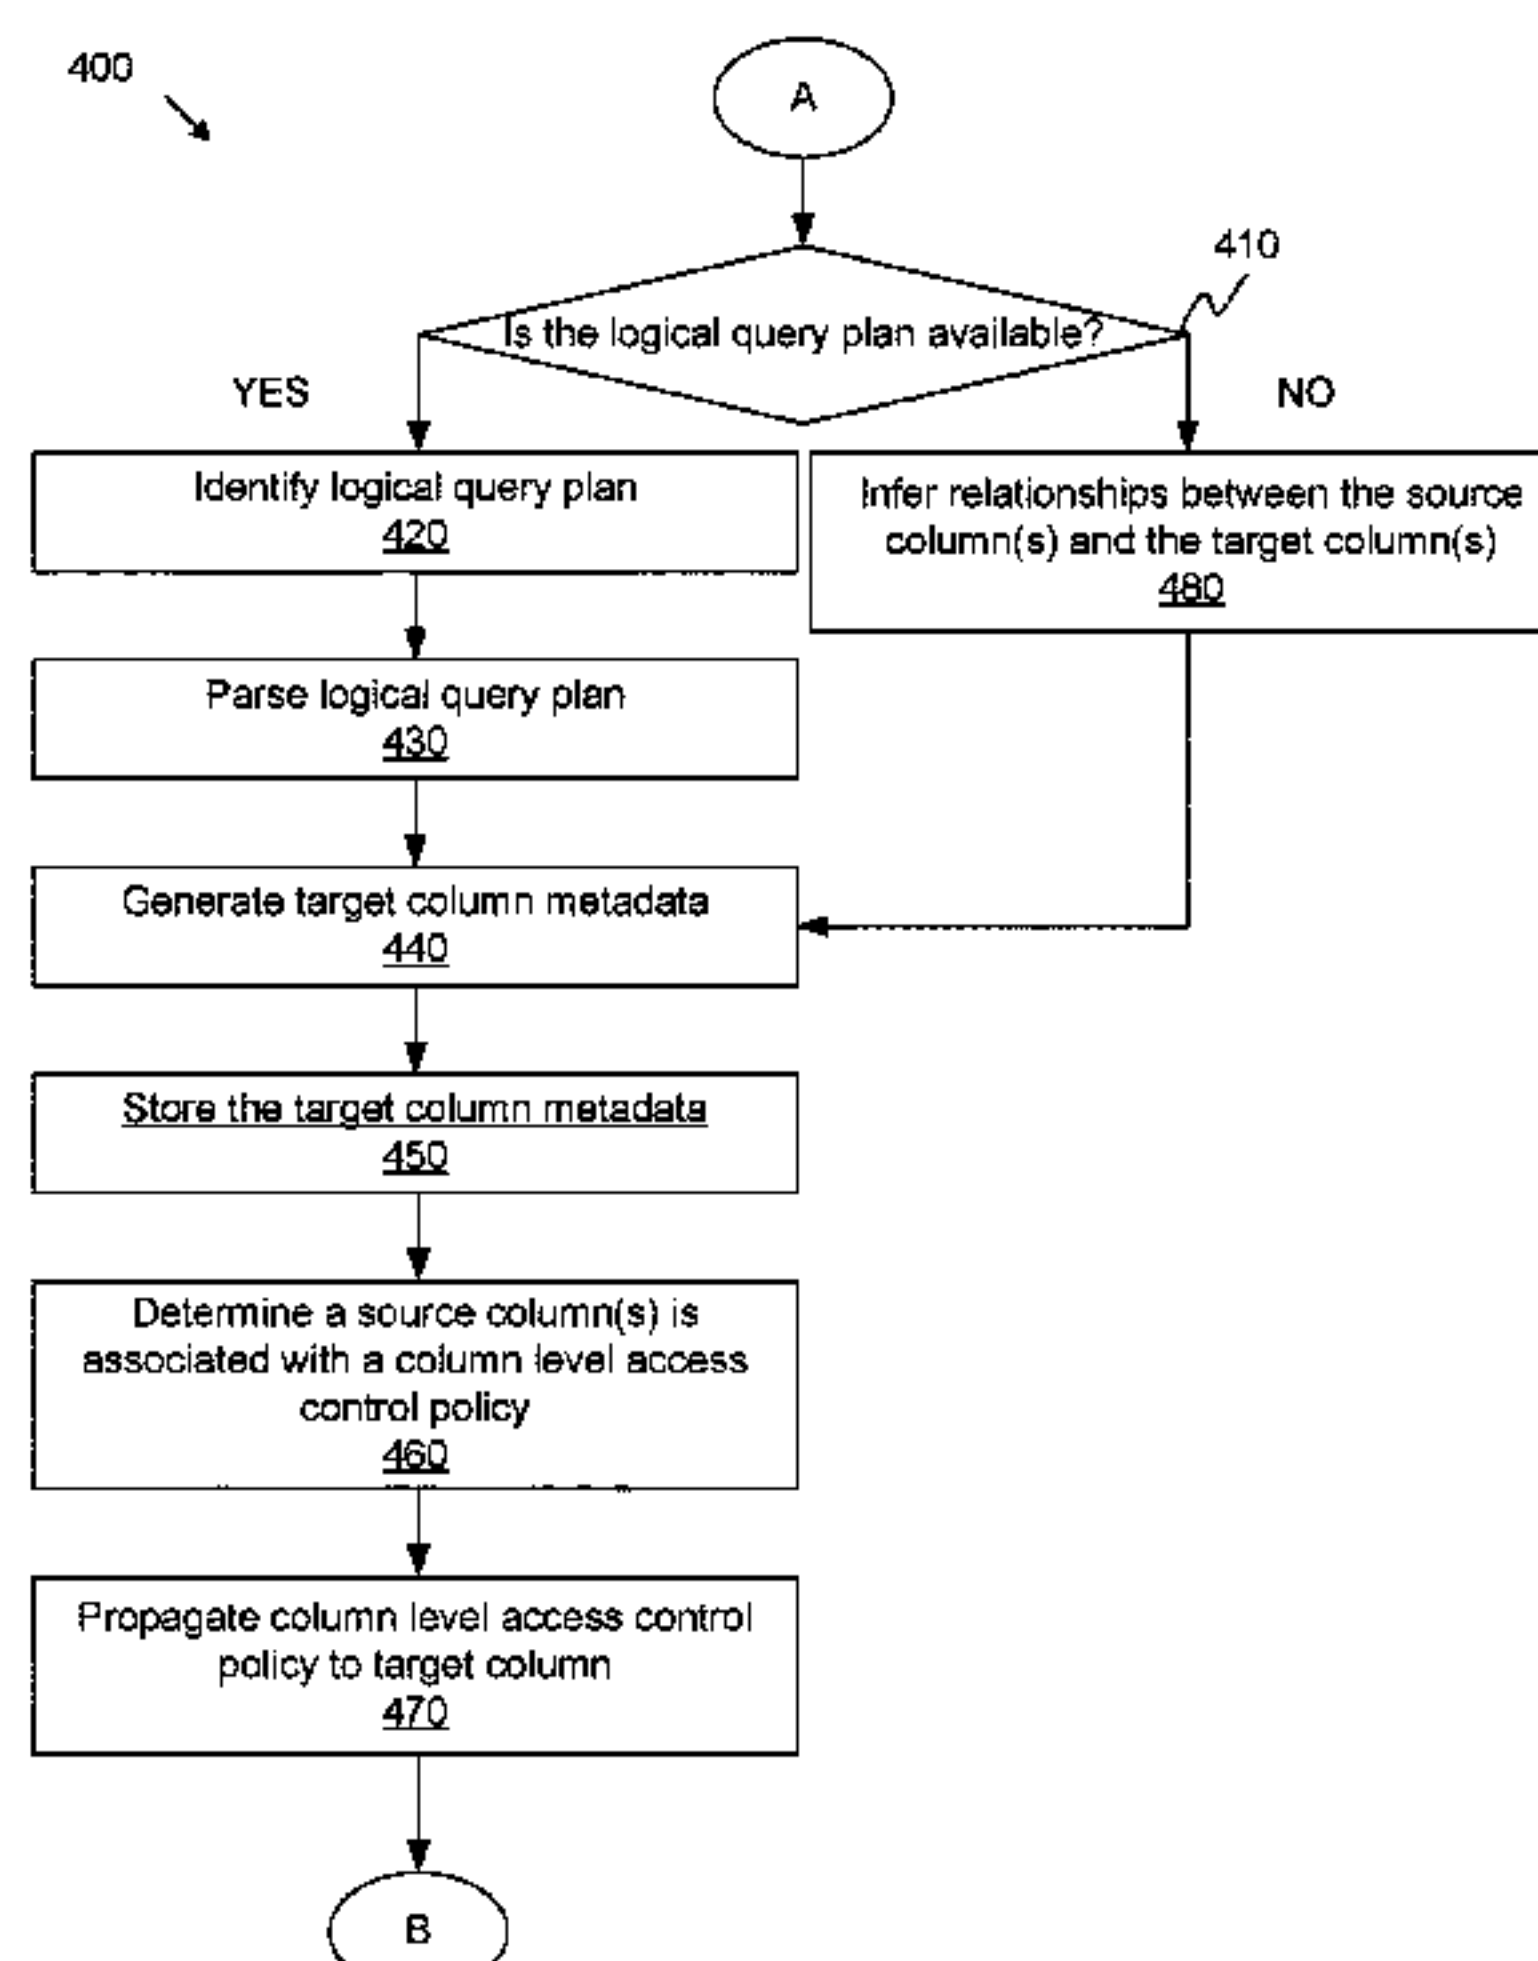 400
A
410
Is the logical query plan available?
YES
NO
Identify logical query plan
420
Infer relationships between the source
column(s) and the target column(s)
480
Parse logical query plan
430
Generate target column metadata
440
Store the target column metadata
450
Determine a source column(s) is
associated with a column level access
control policy
460
Propagate column level access control
policy to target column
470
B